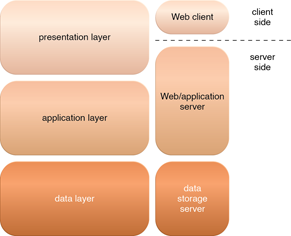 presentation layer
Web client
client
side
server
side
application layer
Web/application
server
data layer
data
storage
server